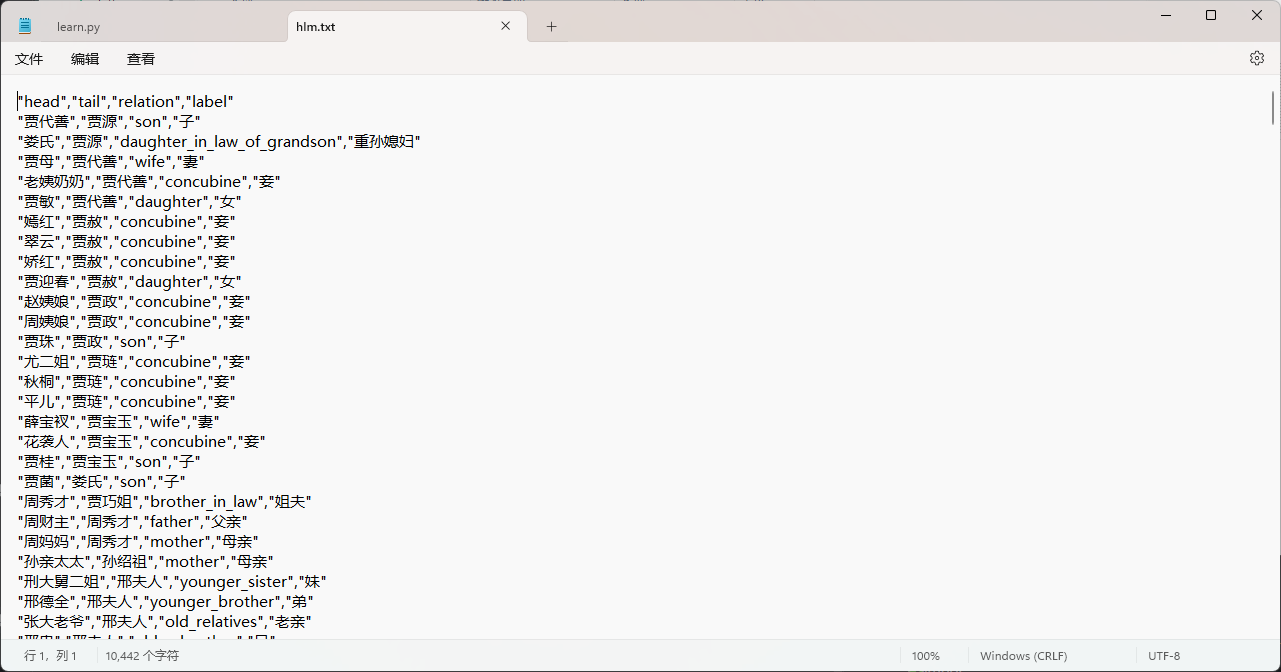 learn.py
hlm.txt
文件 编辑 查看
"head","tail","relation","label"
"贾代善","贾源","son","子"
"娄氏","贾源","daughter_in_law_of_grandson","重孙媳妇"
"贾母","贾代善","wife","妻"
"老姨奶奶","贾代善","concubine","妾"
"贾敏","贾代善","daughter","女"
"嫣红","贾赦","concubine","妾"
"翠云","贾赦","concubine","妾"
"娇红","贾赦","concubine","妾"
"贾迎春","贾赦","daughter","女"
"赵姨娘","贾政","concubine","妾"
"周姨娘","贾政","concubine","妾"
"贾珠","贾政","son","子"
"尤二姐","贾琏","concubine","妾"
"秋桐","贾琏","concubine","妾"
"平儿","贾琏","concubine","妾"
"薛宝钗","贾宝玉","wife","妻"
"花袭人","贾宝玉","concubine","妾"
"贾桂","贾宝玉","son","子"
"贾菌","娄氏","son","子"
"周秀才","贾巧姐","brother_in_law","姐夫"
"周财主","周秀才","father","父亲"
"周妈妈","周秀才","mother","母亲"
"孙亲太太","孙绍祖","mother","母亲"
"刑大舅二姐","邢夫人","younger_sister","妹"
"邢德全","邢夫人","younger_brother","弟"
"张大老爷","邢夫人","old_relatives","老亲"
行 1，列 1 10,442 个字符 100% Windows (CRLF) UTF-8